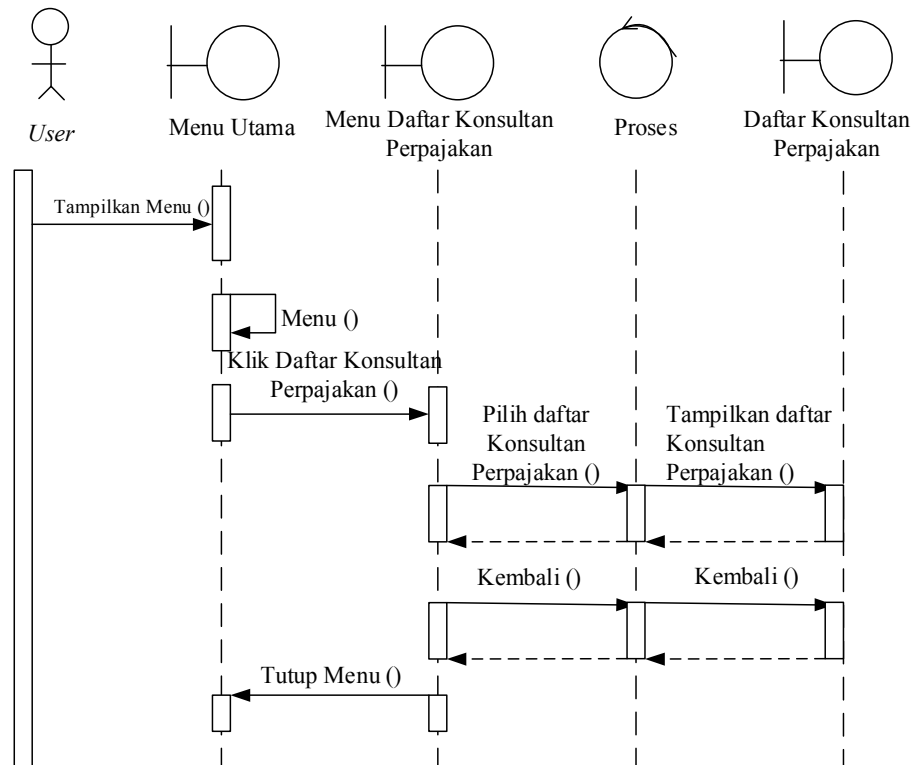 User
Menu Utama
Menu Daftar Konsultan
Perpajakan
Proses
Daftar Konsultan
Perpajakan
Tampilkan Menu ()
Menu ()
Klik Daftar Konsultan
Perpajakan ()
Pilih daftar
Konsultan
Perpajakan ()
Tampilkan daftar
Konsultan
Perpajakan ()
Kembali ()
Kembali ()
Tutup Menu ()